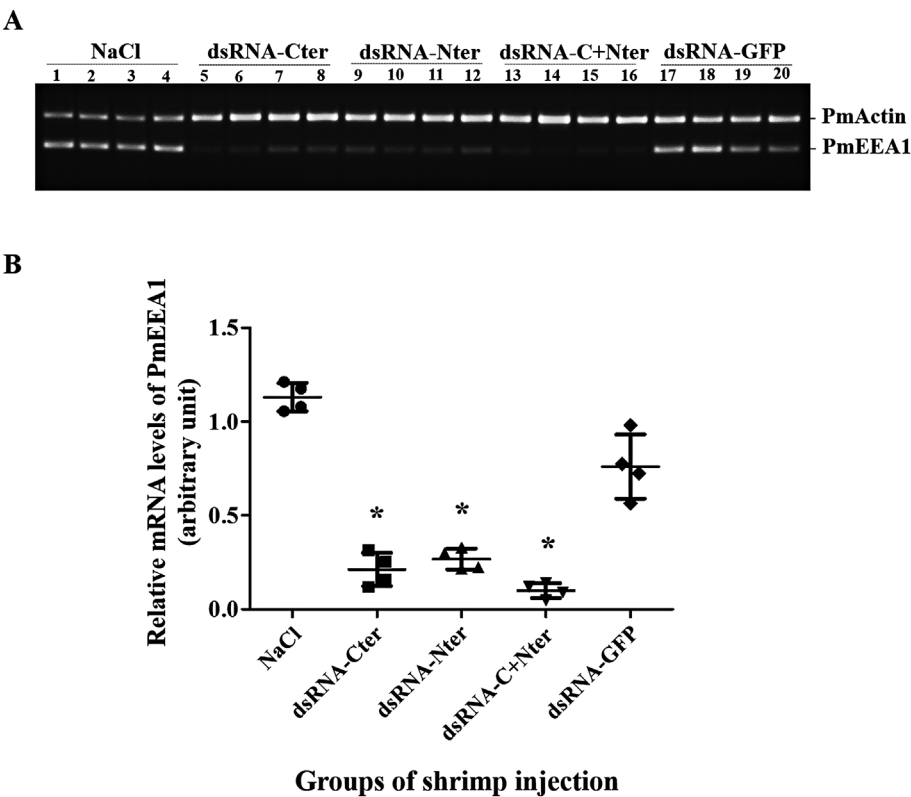 A
NaCl dsRNA-Cter dsRNA-Nter dsRNA-C+Nter dsRNA-GFP
1 2 3 4 5 6 7 8 9 10 11 12 13 14 15 16 17 18 19 20
PmActin
PmEEA1
B
Relative mRNA levels of PmEEA1
(arbitrary unit)
1.5
1.0
0.5
0.0
* * *
NaCl
dsRNA-Cter
dsRNA-Nter
dsRNA-C+Nter
dsRNA-GFP
Groups of shrimp injection